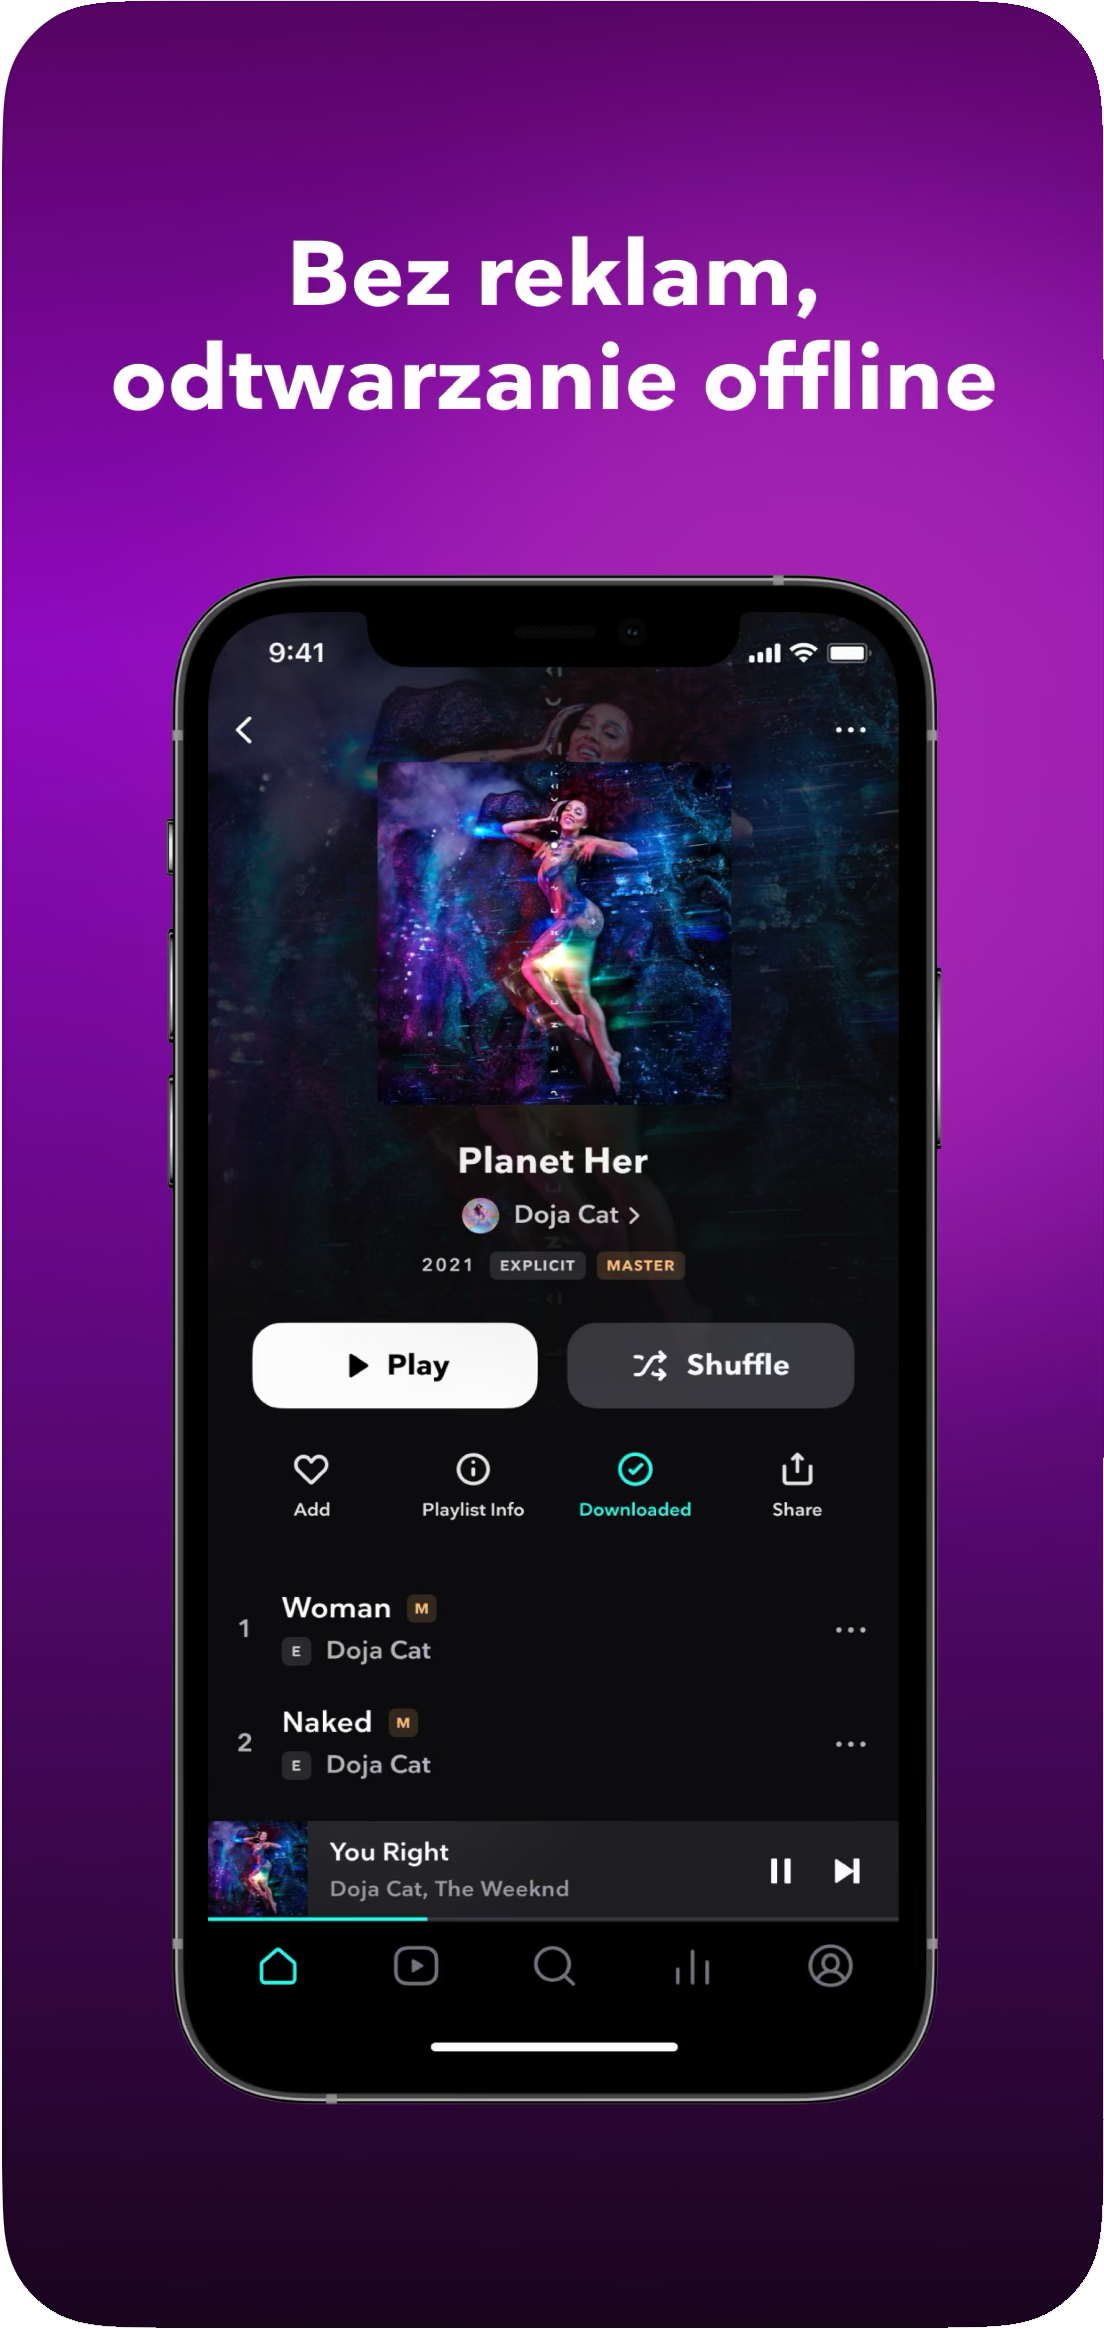 Bez reklam,
odtwarzanie offline
9:41
Planet Her
Doja Cat
2021 EXPLICIT MASTER
Play
Shuffle
Add
Playlist Info
Downloaded
Share
1
Woman M
E Doja Cat
2
Naked M
E Doja Cat
You Right
Doja Cat, The Weeknd